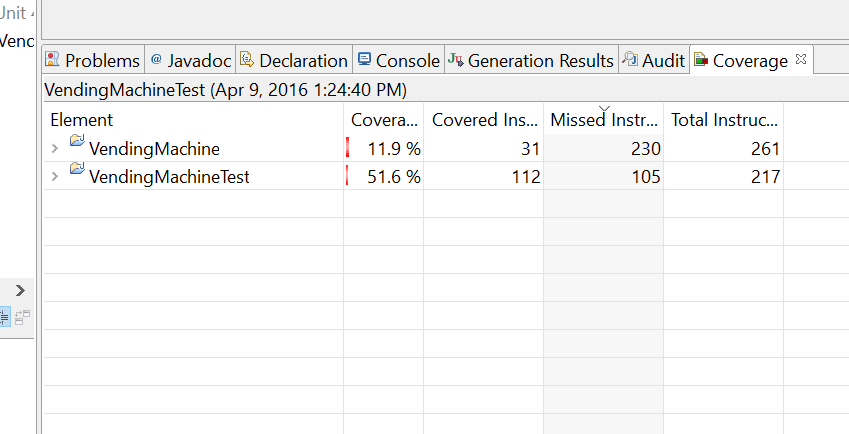 Unit 4
Venc
Problems @ Javadoc Declaration Console Ju Generation Results Audit Coverage
VendingMachineTest (Apr 9, 2016 1:24:40 PM)
Element Covera... Covered Ins... Missed Instr... Total Instruc...
VendingMachine 11.9 % 31 230 261
VendingMachineTest 51.6 % 112 105 217